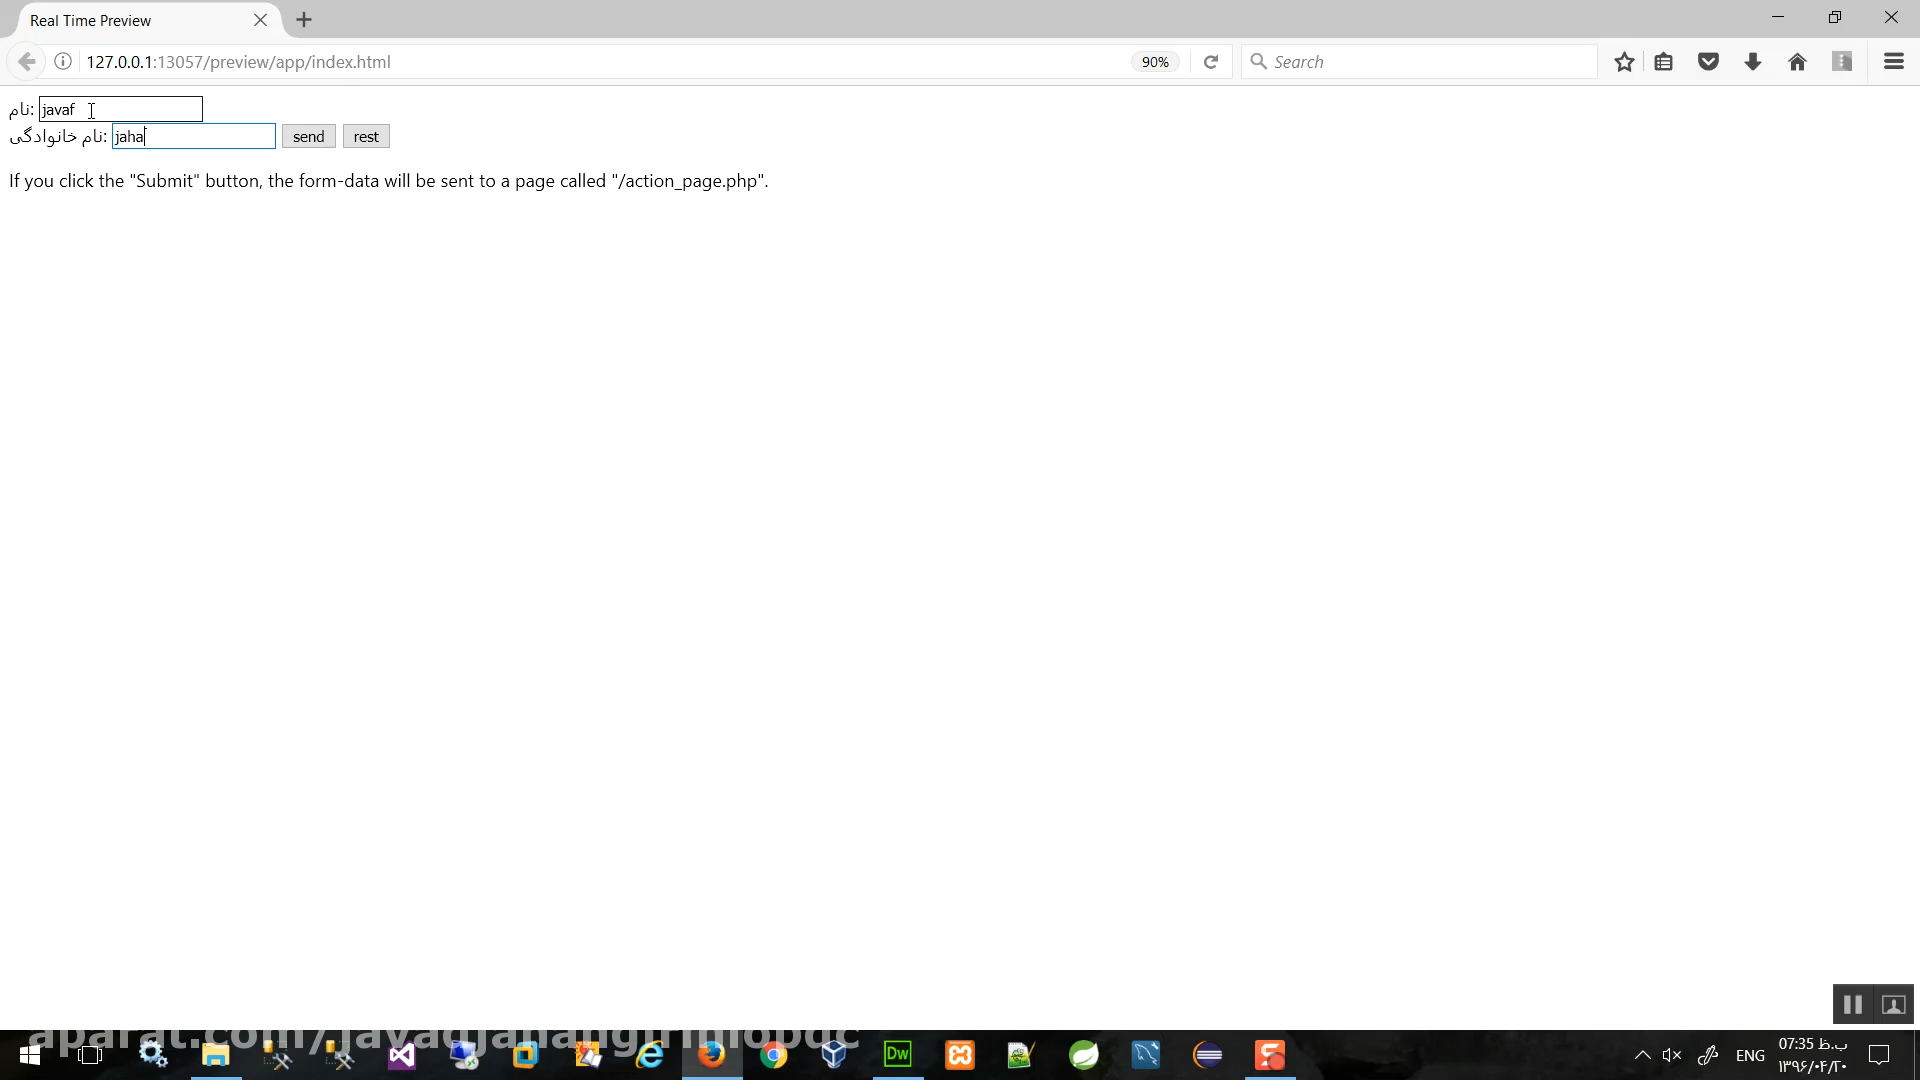 Real Time Preview
127.0.0.1:13057/preview/app/index.html
90%
Search
نام: javaf
نام خانوادگی: jaha send rest
If you click the "Submit" button, the form-data will be sent to a page called "/action_page.php".
Dw
ENG
07:35 ب.ظ
۱۳۹۶/۰۴/۲۰